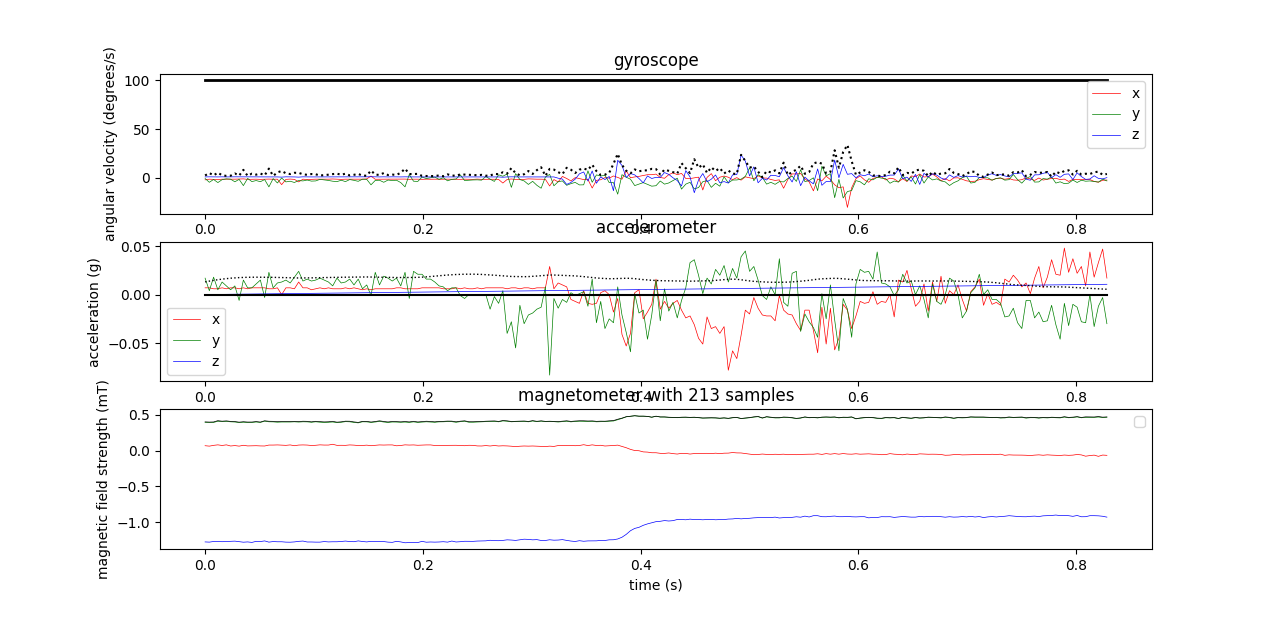 gyroscope
angular velocity (degrees/s)
100
50
0
x
y
z
0.0 0.2 0.4 0.6 0.8
accelerometer
acceleration (g)
0.05
0.00
−0.05
x
y
z
0.0 0.2 0.4 0.6 0.8
magnetometer with 213 samples
magnetic field strength (mT)
0.5
0.0
−0.5
−1.0
0.0 0.2 0.4 0.6 0.8
time (s)